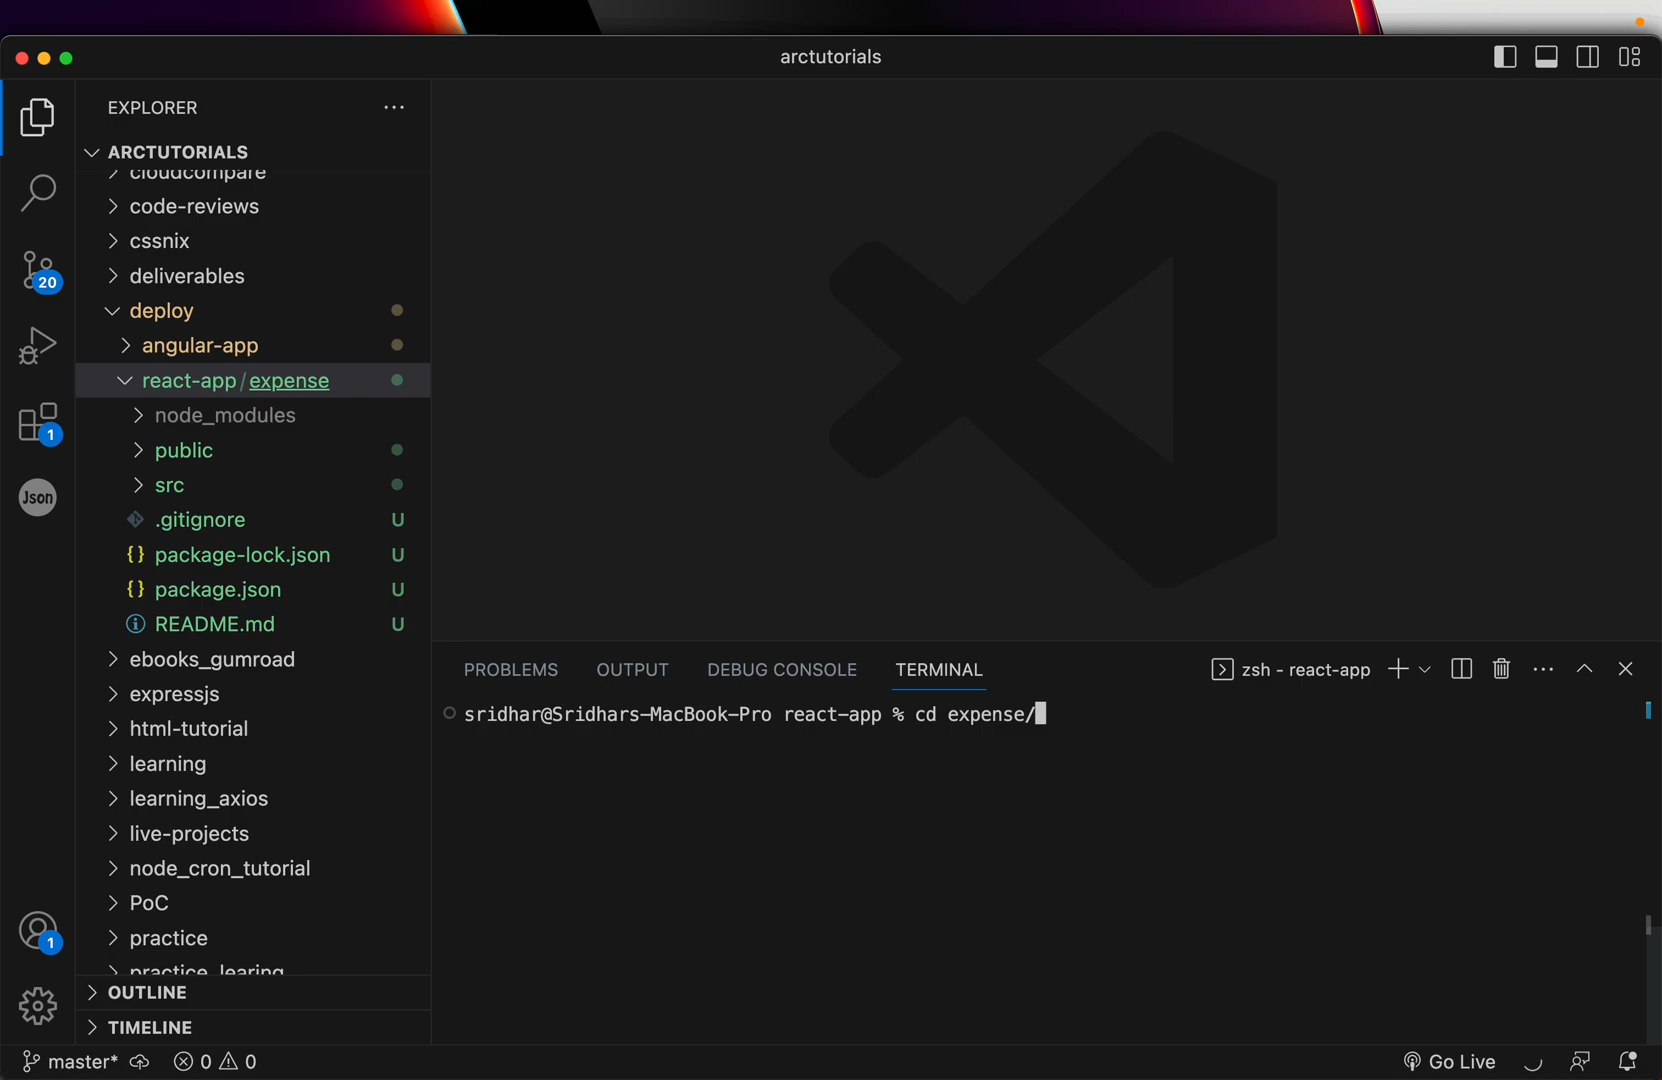 arctutorials
EXPLORER
ARCTUTORIALS
cloudcompare
code-reviews
cssnix
deliverables
deploy
angular-app
react-app/expense
node_modules
public
src
.gitignore U
{} package-lock.json U
{} package.json U
README.md U
ebooks_gumroad
expressjs
html-tutorial
learning
learning_axios
live-projects
node_cron_tutorial
PoC
practice
practice_learing
OUTLINE
TIMELINE
20
1
Json
1
PROBLEMS OUTPUT DEBUG CONSOLE TERMINAL zsh - react-app
sridhar@Sridhars-MacBook-Pro react-app % cd expense/
master* 0 0 Go Live